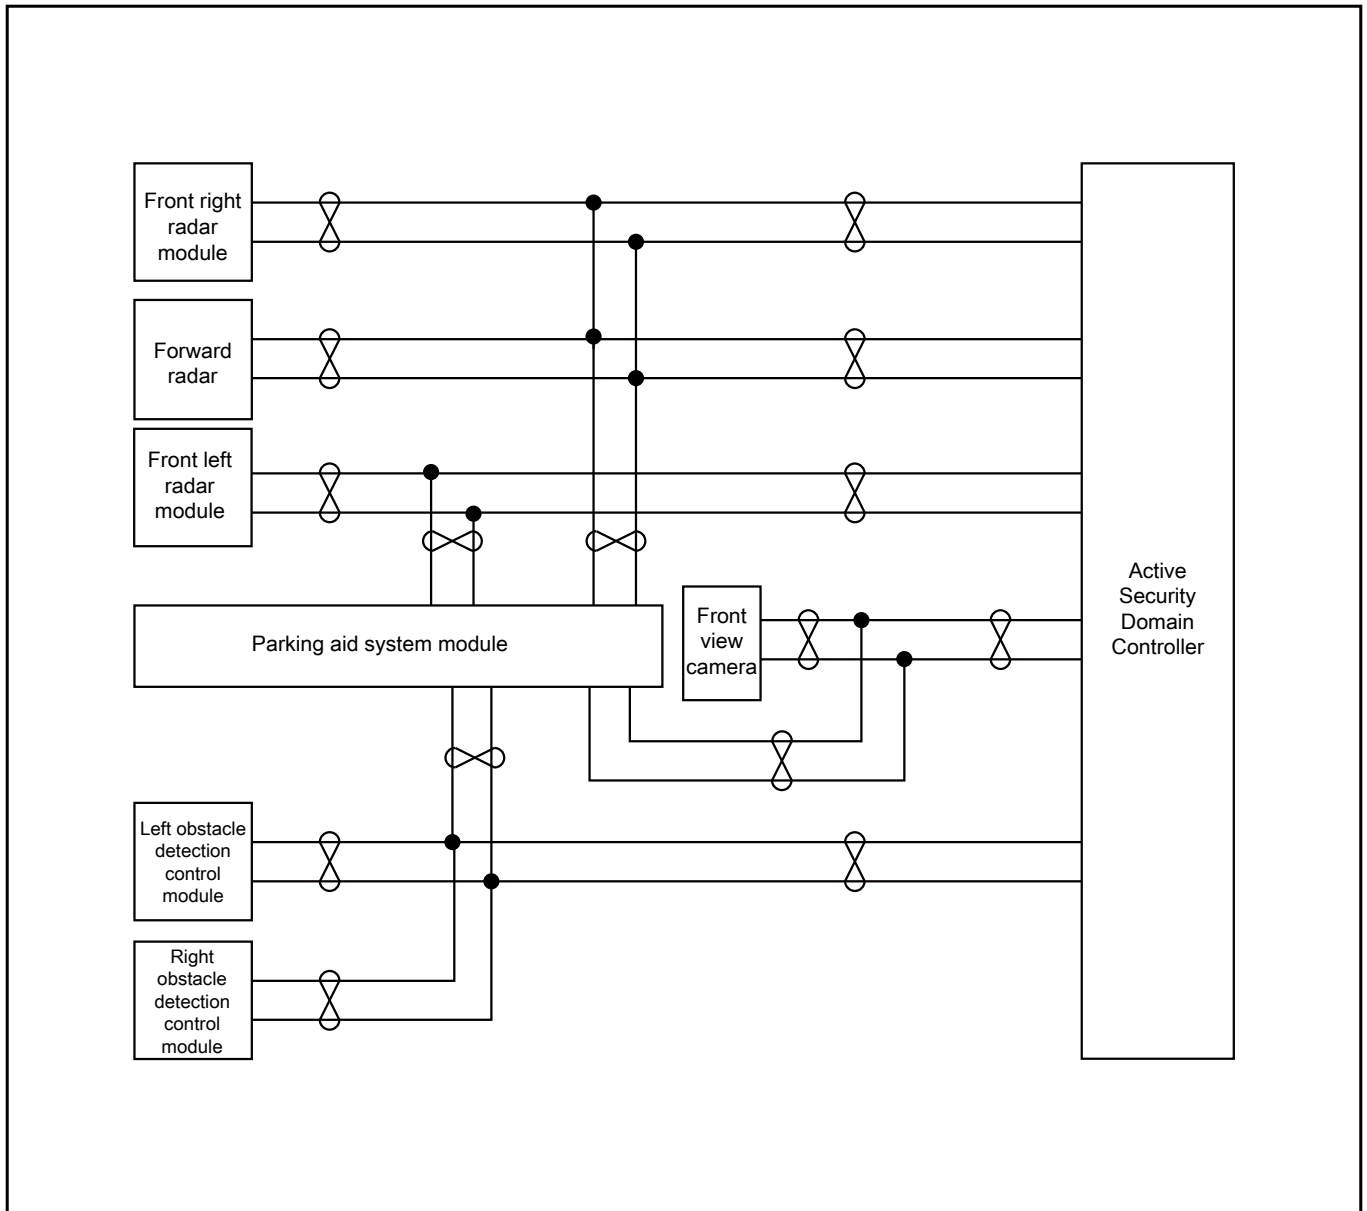 Front right
radar
module
Forward
radar
Front left
radar
module
Parking aid system module
Front
view
camera
Active
Security
Domain
Controller
Left obstacle
detection
control
module
Right
obstacle
detection
control
module